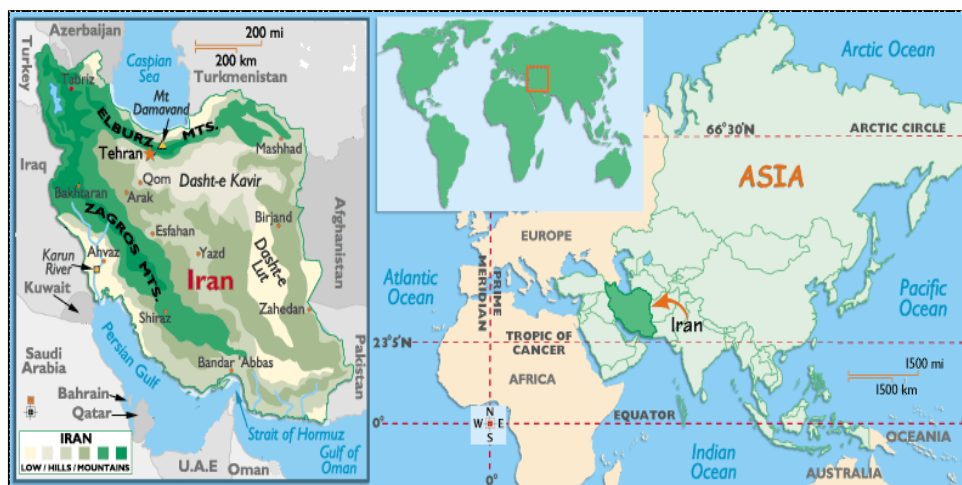 Azerbaijan
Turkey
200 mi
200 km
Caspian
Sea
Turkmenistan
Tabriz
Mt
Damavand
ELBURZ MTS.
Tehran
Mashhad
Iraq
Qom
Dasht-e Kavir
Bakhtaran
Arak
Birjand
Afghanistan
ZAGROS MTS.
Esfahan
Yazd
Dasht-e
Lut
Karun
River
Ahvaz
Iran
Kuwait
Zahedan
Shiraz
Persian Gulf
Bandar 'Abbas
Pakistan
Saudi
Arabia
Bahrain
Qatar
Strait of Hormuz
Gulf of
Oman
IRAN
LOW / HILLS / MOUNTAINS
U.A.E
Oman
Arctic Ocean
66°30'N
ARCTIC CIRCLE
ASIA
EUROPE
Atlantic
Ocean
PRIME
MERIDIAN
Pacific
Ocean
Iran
TROPIC OF
CANCER
23°5'N
1500 mi
1500 km
AFRICA
EQUATOR
N
W E
S
0°
OCEANIA
Indian
Ocean
AUSTRALIA
0°